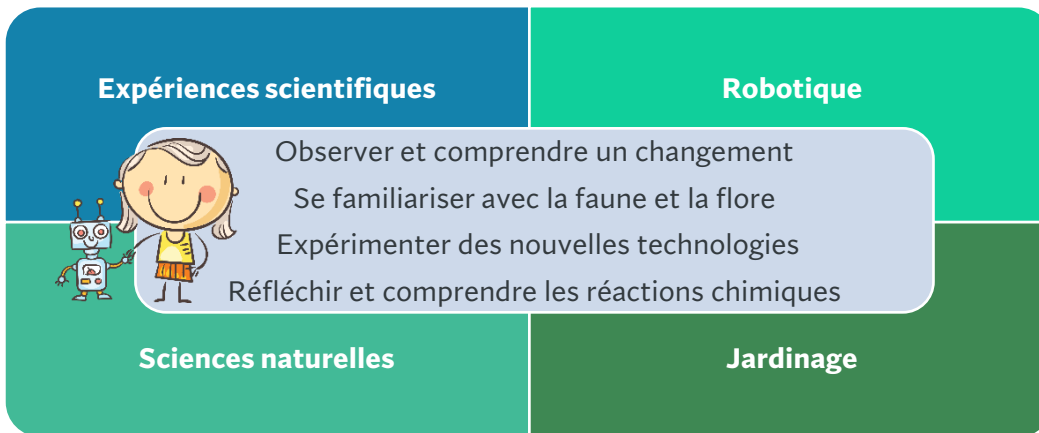 Expériences scientifiques
Robotique
Observer et comprendre un changement
Se familiariser avec la faune et la flore
Expérimenter des nouvelles technologies
Réfléchir et comprendre les réactions chimiques
Sciences naturelles
Jardinage